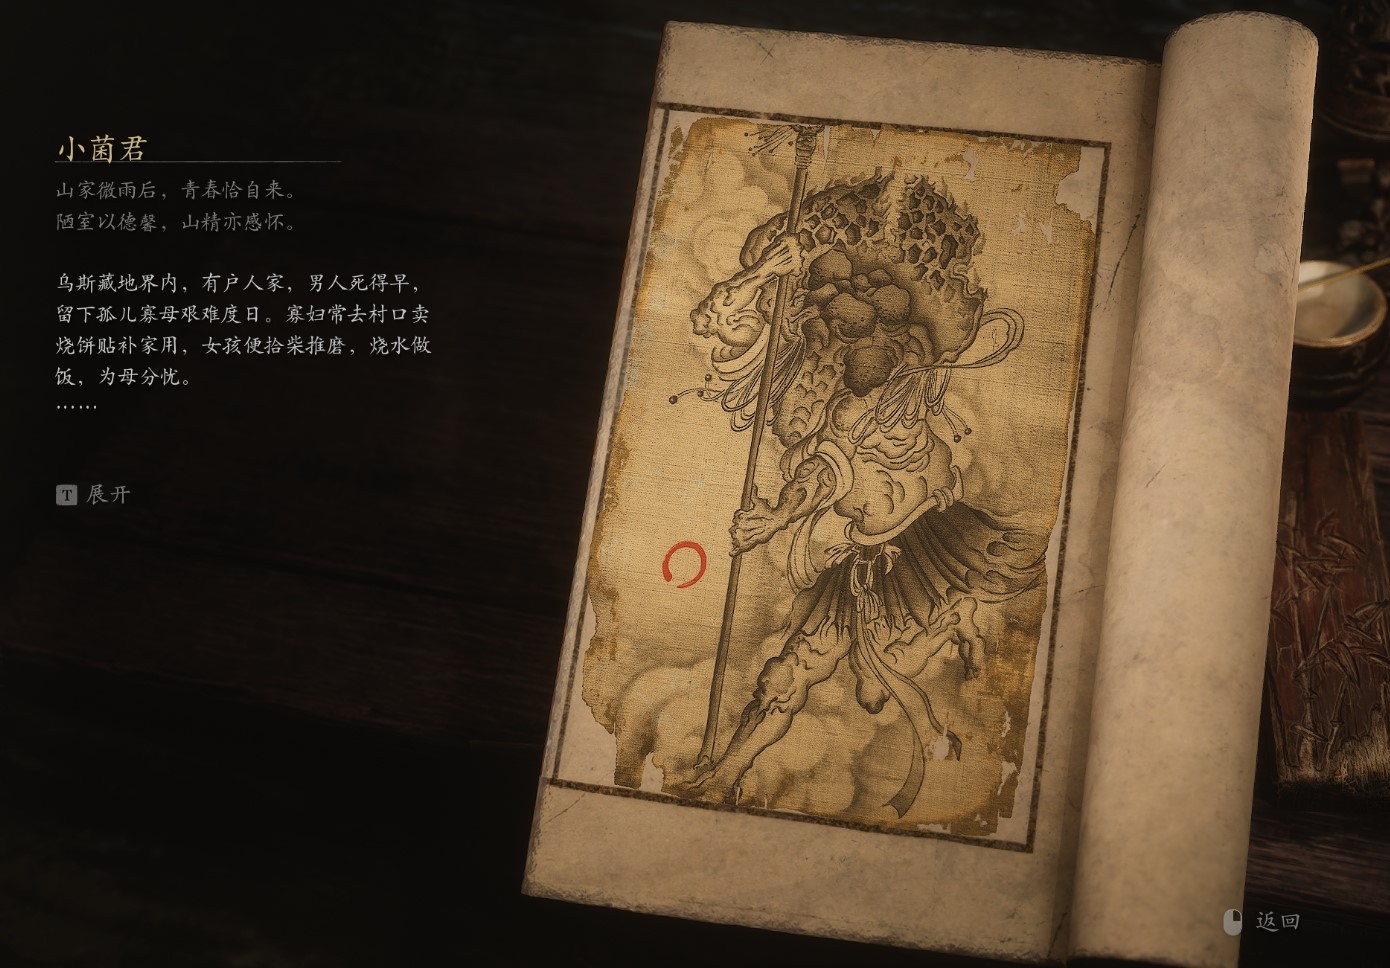 小菌君
山家微雨后，青春恰自来。
陋室以德馨，山精亦感怀。
乌斯藏地界内，有户人家，男人死得早，
留下孤儿寡母艰难度日。寡妇常去村口卖
烧饼贴补家用，女孩便拾柴推磨，烧水做
饭，为母分忧。
……
T 展开
返回